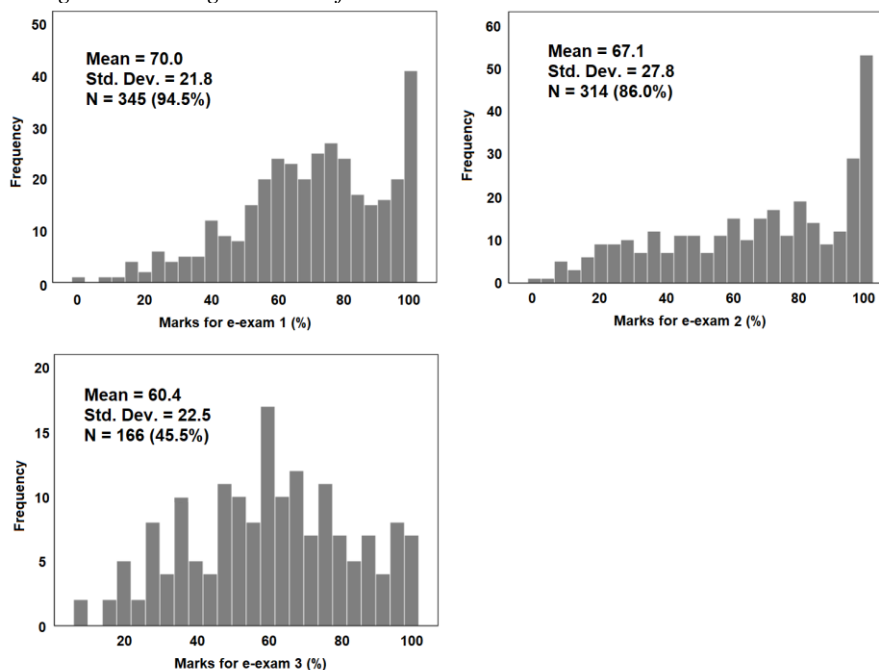 50
40
30
20
10
0
Frequency
Mean = 70.0
Std. Dev. = 21.8
N = 345 (94.5%)
0 20 40 60 80 100
Marks for e-exam 1 (%)
60
50
40
30
20
10
0
Frequency
Mean = 67.1
Std. Dev. = 27.8
N = 314 (86.0%)
0 20 40 60 80 100
Marks for e-exam 2 (%)
20
15
10
5
0
Frequency
Mean = 60.4
Std. Dev. = 22.5
N = 166 (45.5%)
20 40 60 80 100
Marks for e-exam 3 (%)